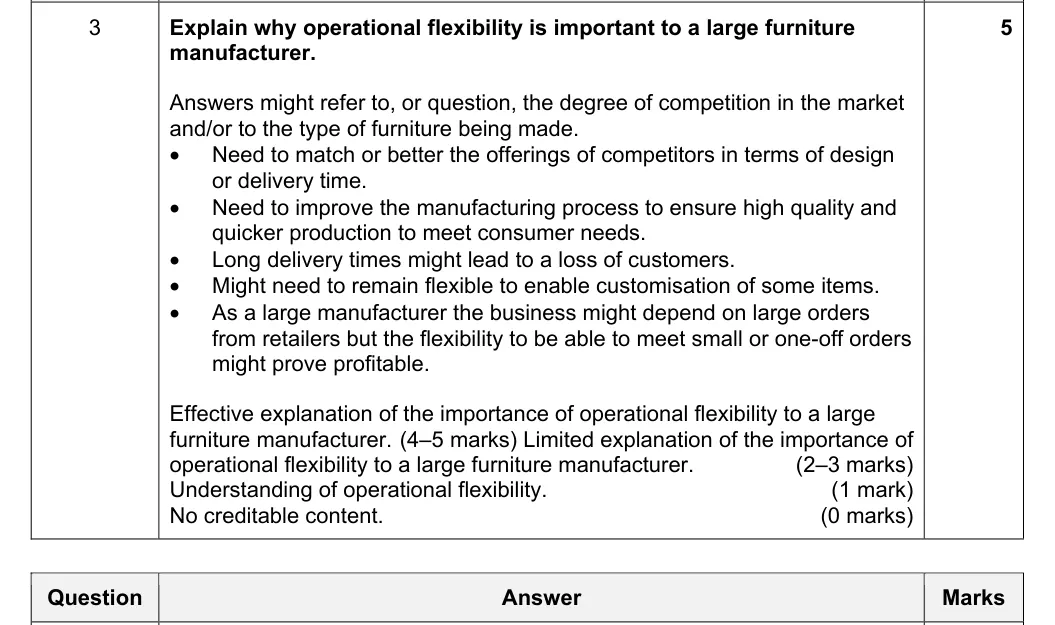 3 Explain why operational flexibility is important to a large furniture 5
manufacturer.
Answers might refer to, or question, the degree of competition in the market
and/or to the type of furniture being made.
• Need to match or better the offerings of competitors in terms of design
or delivery time.
• Need to improve the manufacturing process to ensure high quality and
quicker production to meet consumer needs.
• Long delivery times might lead to a loss of customers.
• Might need to remain flexible to enable customisation of some items.
• As a large manufacturer the business might depend on large orders
from retailers but the flexibility to be able to meet small or one-off orders
might prove profitable.
Effective explanation of the importance of operational flexibility to a large
furniture manufacturer. (4–5 marks) Limited explanation of the importance of
operational flexibility to a large furniture manufacturer. (2–3 marks)
Understanding of operational flexibility. (1 mark)
No creditable content. (0 marks)
Question Answer Marks